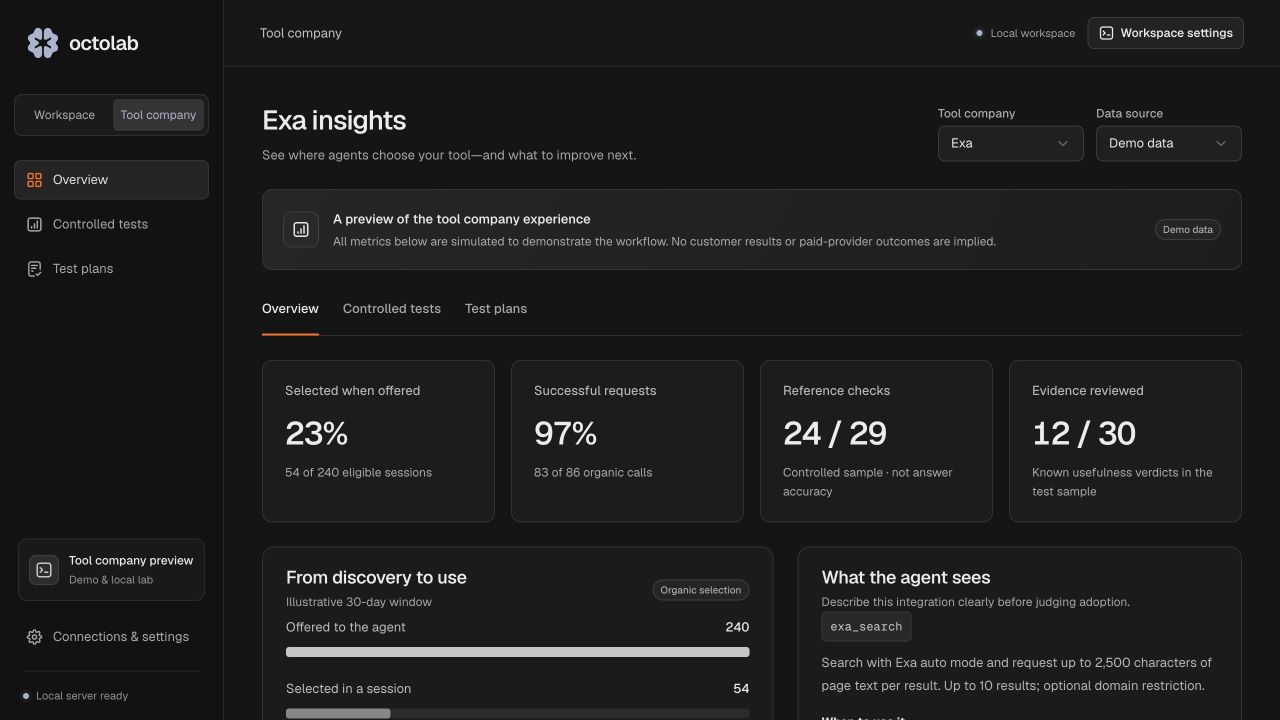 octolab
Workspace
Tool company
Overview
Controlled tests
Test plans
Tool company preview
Demo & local lab
Connections & settings
Local server ready
Tool company
Local workspace
Workspace settings
Exa insights
See where agents choose your tool—and what to improve next.
Tool company
Exa
Data source
Demo data
A preview of the tool company experience
All metrics below are simulated to demonstrate the workflow. No customer results or paid-provider outcomes are implied.
Demo data
Overview
Controlled tests
Test plans
Selected when offered
23%
54 of 240 eligible sessions
Successful requests
97%
83 of 86 organic calls
Reference checks
24 / 29
Controlled sample · not answer
accuracy
Evidence reviewed
12 / 30
Known usefulness verdicts in the
test sample
From discovery to use
Illustrative 30-day window
Organic selection
Offered to the agent
240
Selected in a session
54
What the agent sees
Describe this integration clearly before judging adoption.
exa_search
Search with Exa auto mode and request up to 2,500 characters of
page text per result. Up to 10 results; optional domain restriction.
When to use it